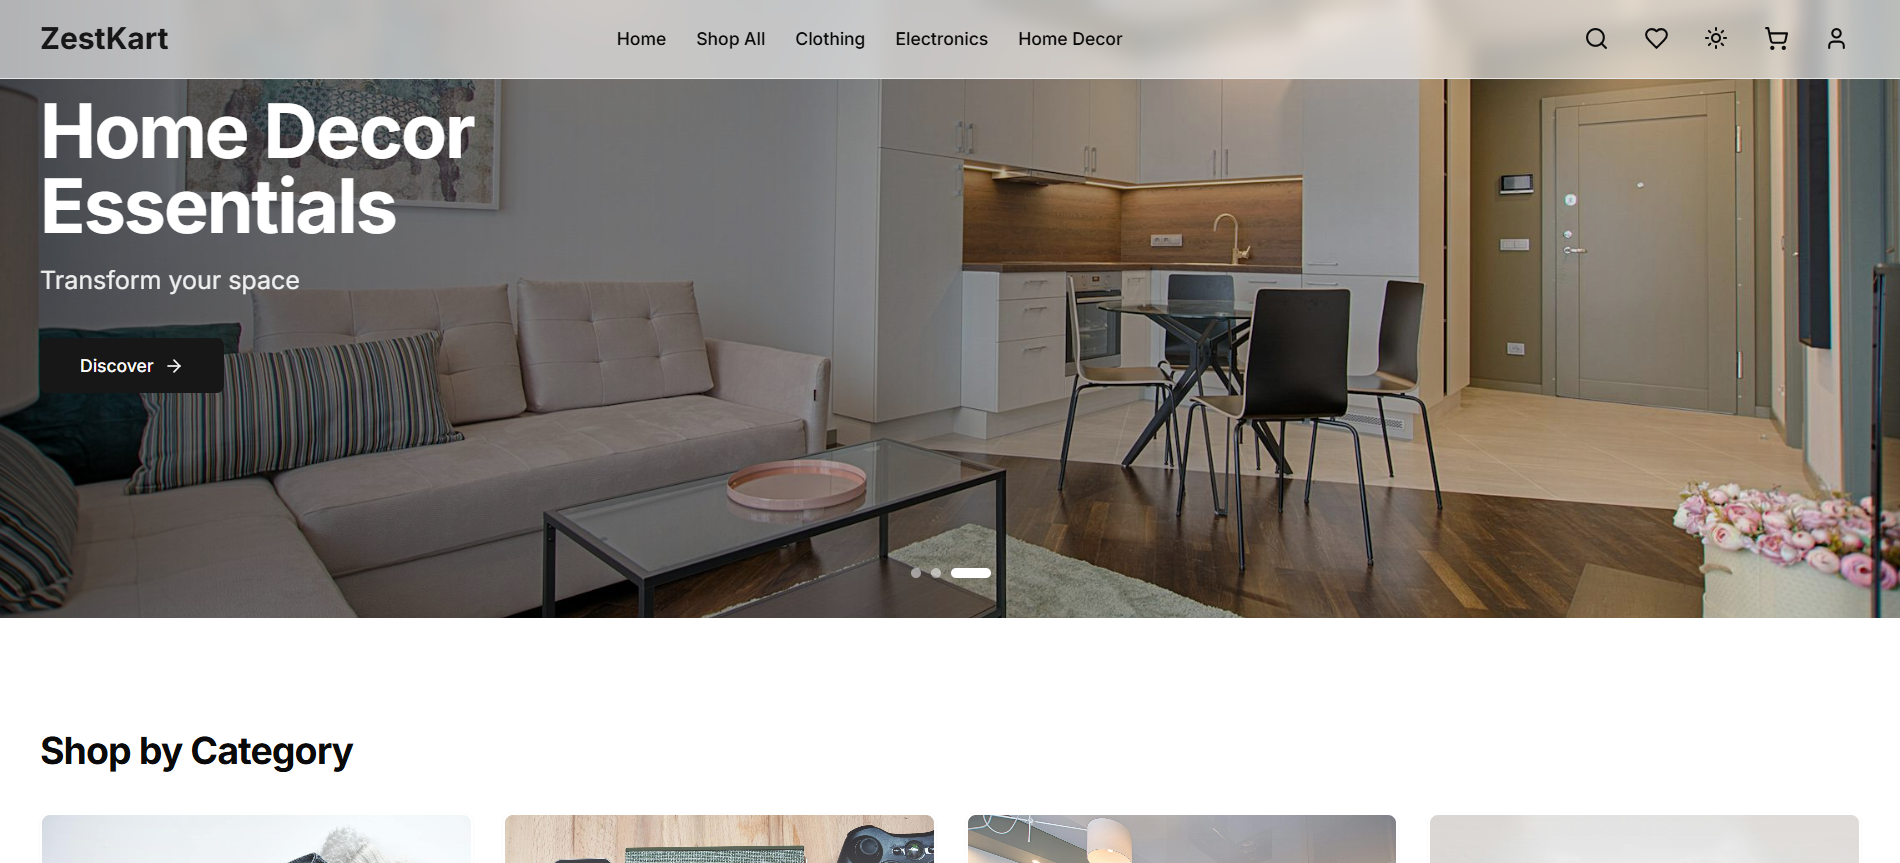 ZestKart
Home
Shop All
Clothing
Electronics
Home Decor
Home Decor
Essentials
Transform your space
Discover
Shop by Category